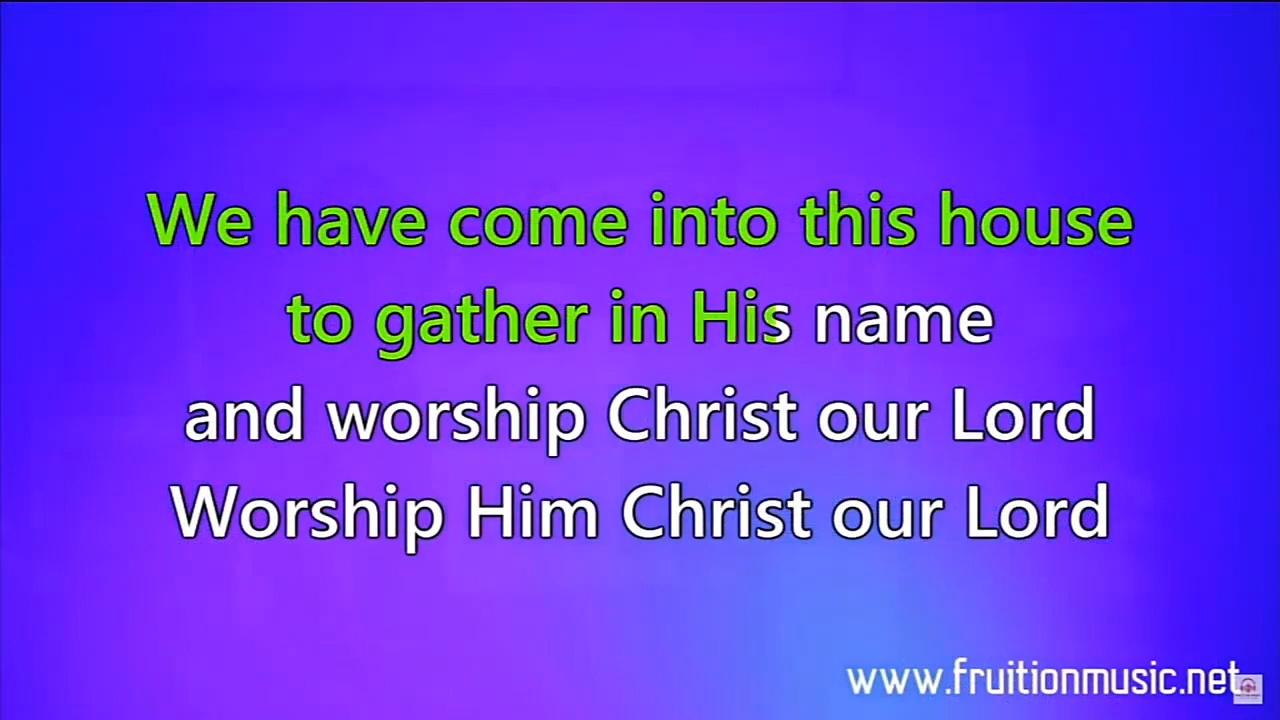 We have come into this house
to gather in His name
and worship Christ our Lord
Worship Him Christ our Lord
www.fruitionmusic.net